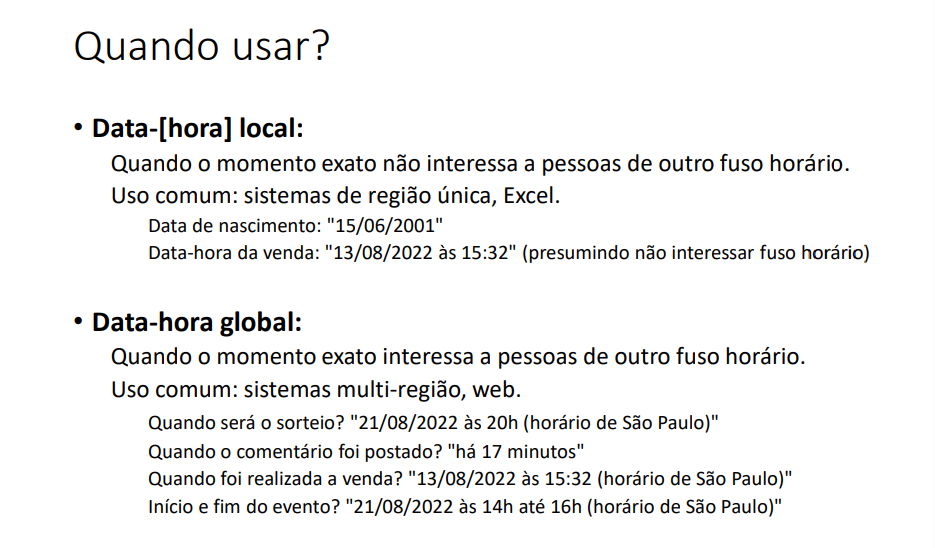 Quando usar?
• Data-[hora] local:
Quando o momento exato não interessa a pessoas de outro fuso horário.
Uso comum: sistemas de região única, Excel.
Data de nascimento: "15/06/2001"
Data-hora da venda: "13/08/2022 às 15:32" (presumindo não interessar fuso horário)
• Data-hora global:
Quando o momento exato interessa a pessoas de outro fuso horário.
Uso comum: sistemas multi-região, web.
Quando será o sorteio? "21/08/2022 às 20h (horário de São Paulo)"
Quando o comentário foi postado? "há 17 minutos"
Quando foi realizada a venda? "13/08/2022 às 15:32 (horário de São Paulo)"
Início e fim do evento? "21/08/2022 às 14h até 16h (horário de São Paulo)"